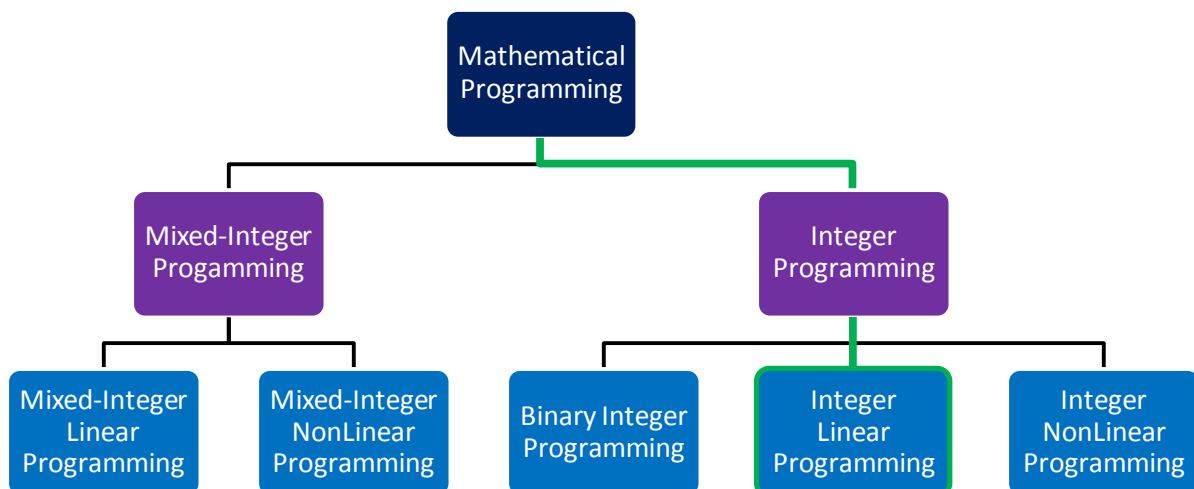 Mathematical
Programming
Mixed-Integer
Progamming
Integer
Programming
Mixed-Integer
Linear
Programming
Mixed-Integer
NonLinear
Programming
Binary Integer
Programming
Integer
Linear
Programming
Integer
NonLinear
Programming